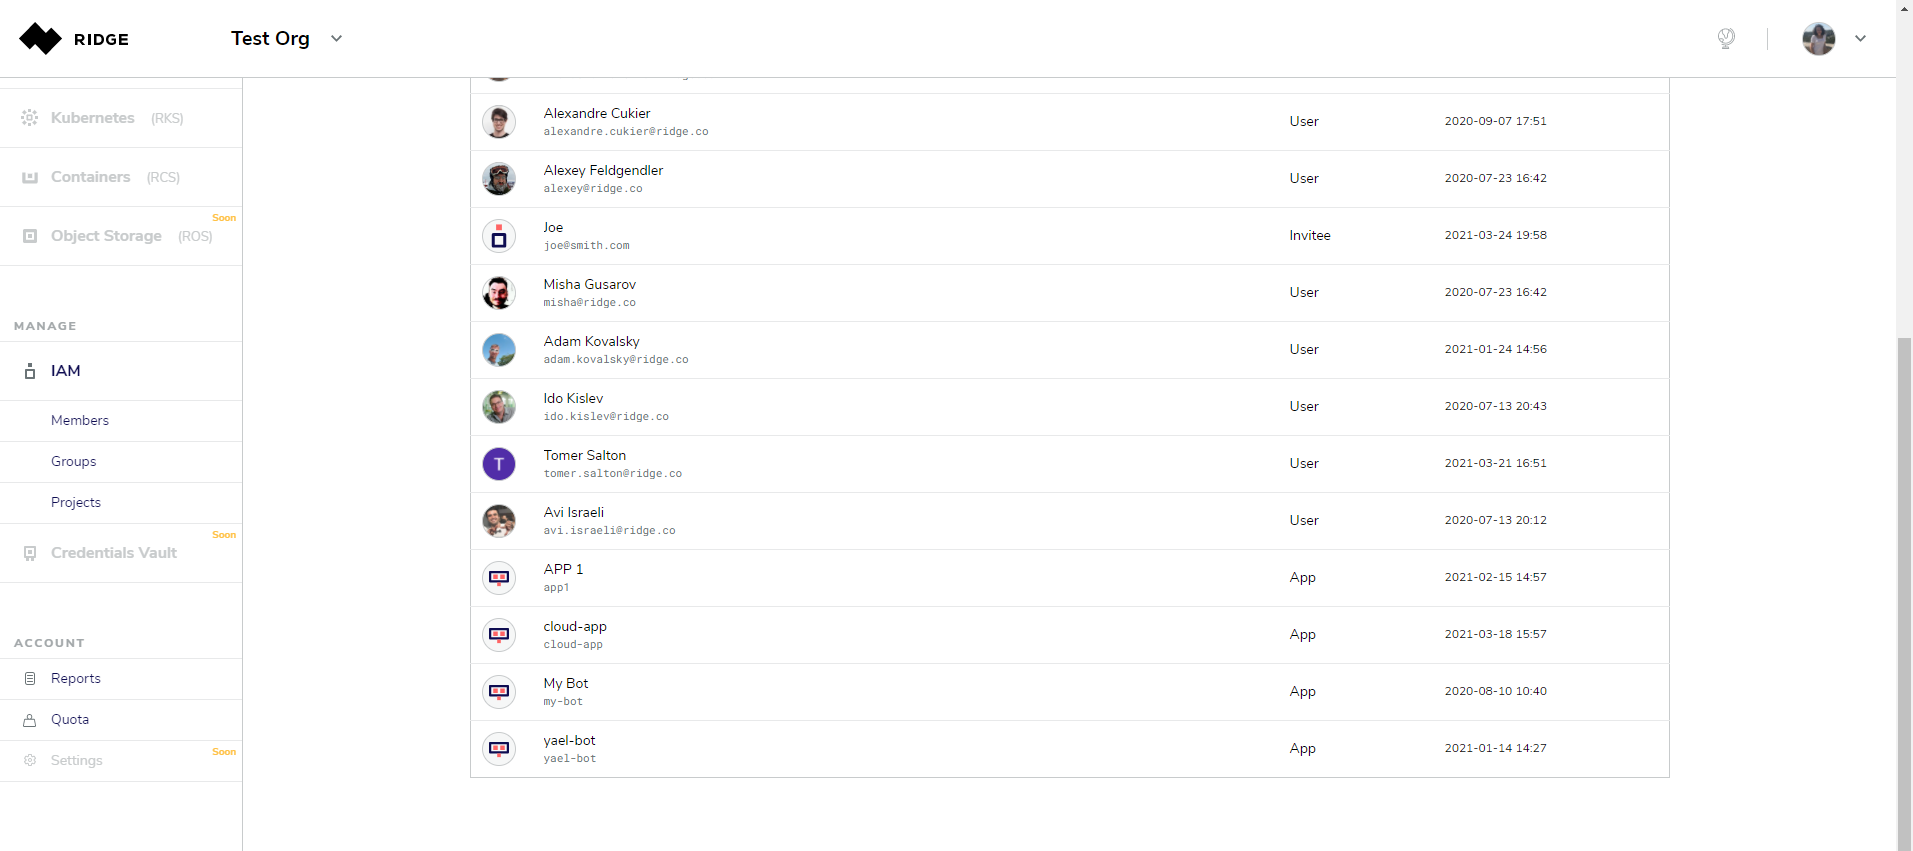 RIDGE
Test Org
Kubernetes (RKS)
Containers (RCS)
Soon
Object Storage (ROS)
MANAGE
IAM
Members
Groups
Projects
Soon
Credentials Vault
ACCOUNT
Reports
Quota
Soon
Settings
Alexandre Cukier
alexandre.cukier@ridge.co
User
2020-09-07 17:51
Alexey Feldgendler
alexey@ridge.co
User
2020-07-23 16:42
Joe
joe@smith.com
Invitee
2021-03-24 19:58
Misha Gusarov
misha@ridge.co
User
2020-07-23 16:42
Adam Kovalsky
adam.kovalsky@ridge.co
User
2021-01-24 14:56
Ido Kislev
ido.kislev@ridge.co
User
2020-07-13 20:43
T
Tomer Salton
tomer.salton@ridge.co
User
2021-03-21 16:51
Avi Israeli
avi.israeli@ridge.co
User
2020-07-13 20:12
APP 1
app1
App
2021-02-15 14:57
cloud-app
cloud-app
App
2021-03-18 15:57
My Bot
my-bot
App
2020-08-10 10:40
yael-bot
yael-bot
App
2021-01-14 14:27